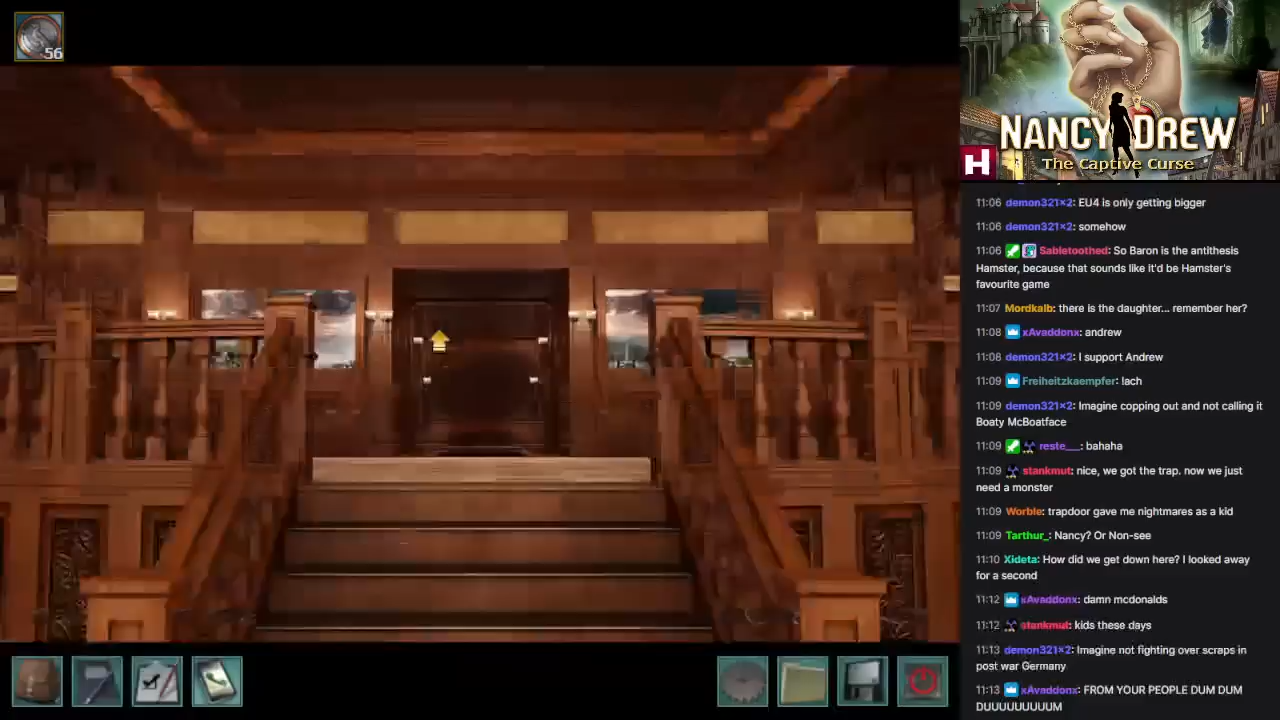 56
NANCY DREW
The Captive Curse
H
11:06 demon321×2: EU4 is only getting bigger
11:06 demon321×2: somehow
11:06 Sabletoothed: So Baron is the antithesis
Hamster, because that sounds like it'd be Hamster's
favourite game
11:07 Mordkalb: there is the daughter... remember her?
11:08 xAvaddonx: andrew
11:08 demon321×2: I support Andrew
11:09 Freiheitzkaempfer: !ach
11:09 demon321×2: Imagine copping out and not calling it
Boaty McBoatface
11:09 reste___: bahaha
11:09 stankmut: nice, we got the trap. now we just
need a monster
11:09 Worble: trapdoor gave me nightmares as a kid
11:09 Tarthur_: Nancy? Or Non-see
11:10 Xideta: How did we get down here? I looked away
for a second
11:12 xAvaddonx: damn mcdonalds
11:12 stankmut: kids these days
11:13 demon321×2: Imagine not fighting over scraps in
post war Germany
11:13 xAvaddonx: FROM YOUR PEOPLE DUM DUM
DUUUUUUUUUM